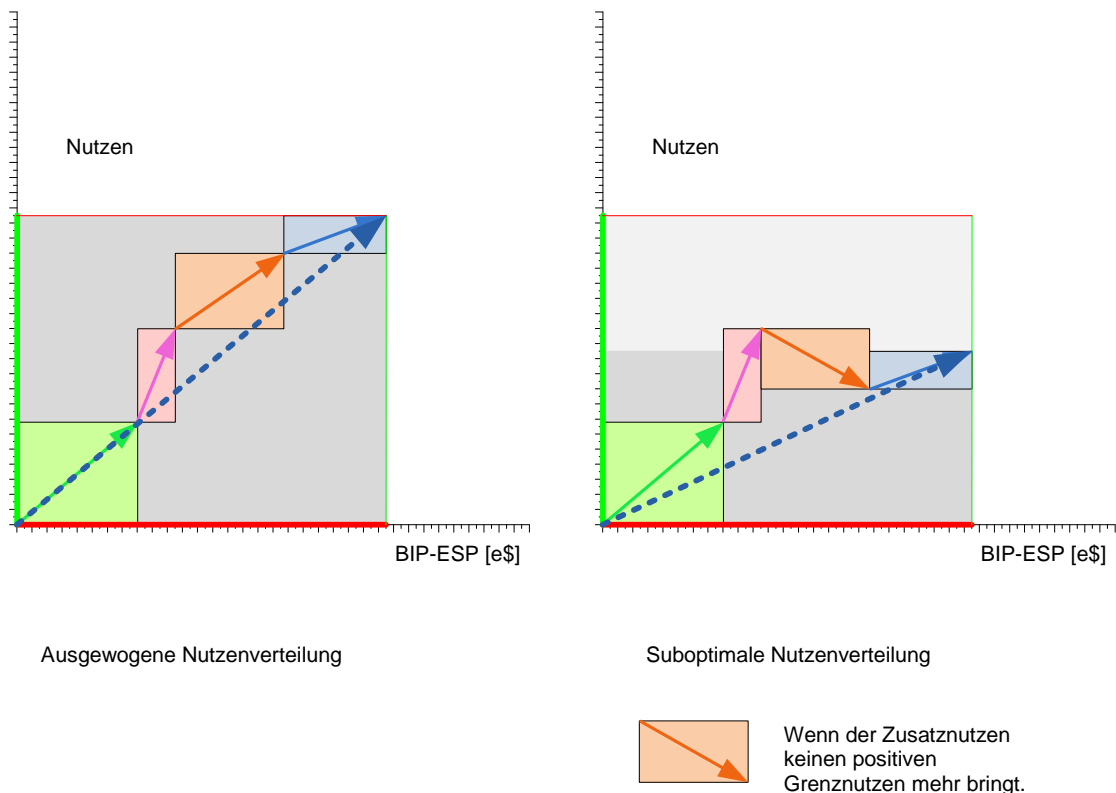 Nutzen
Nutzen
BIP-ESP [e$]
BIP-ESP [e$]
Ausgewogene Nutzenverteilung
Suboptimale Nutzenverteilung
Wenn der Zusatznutzen
keinen positiven
Grenznutzen mehr bringt.